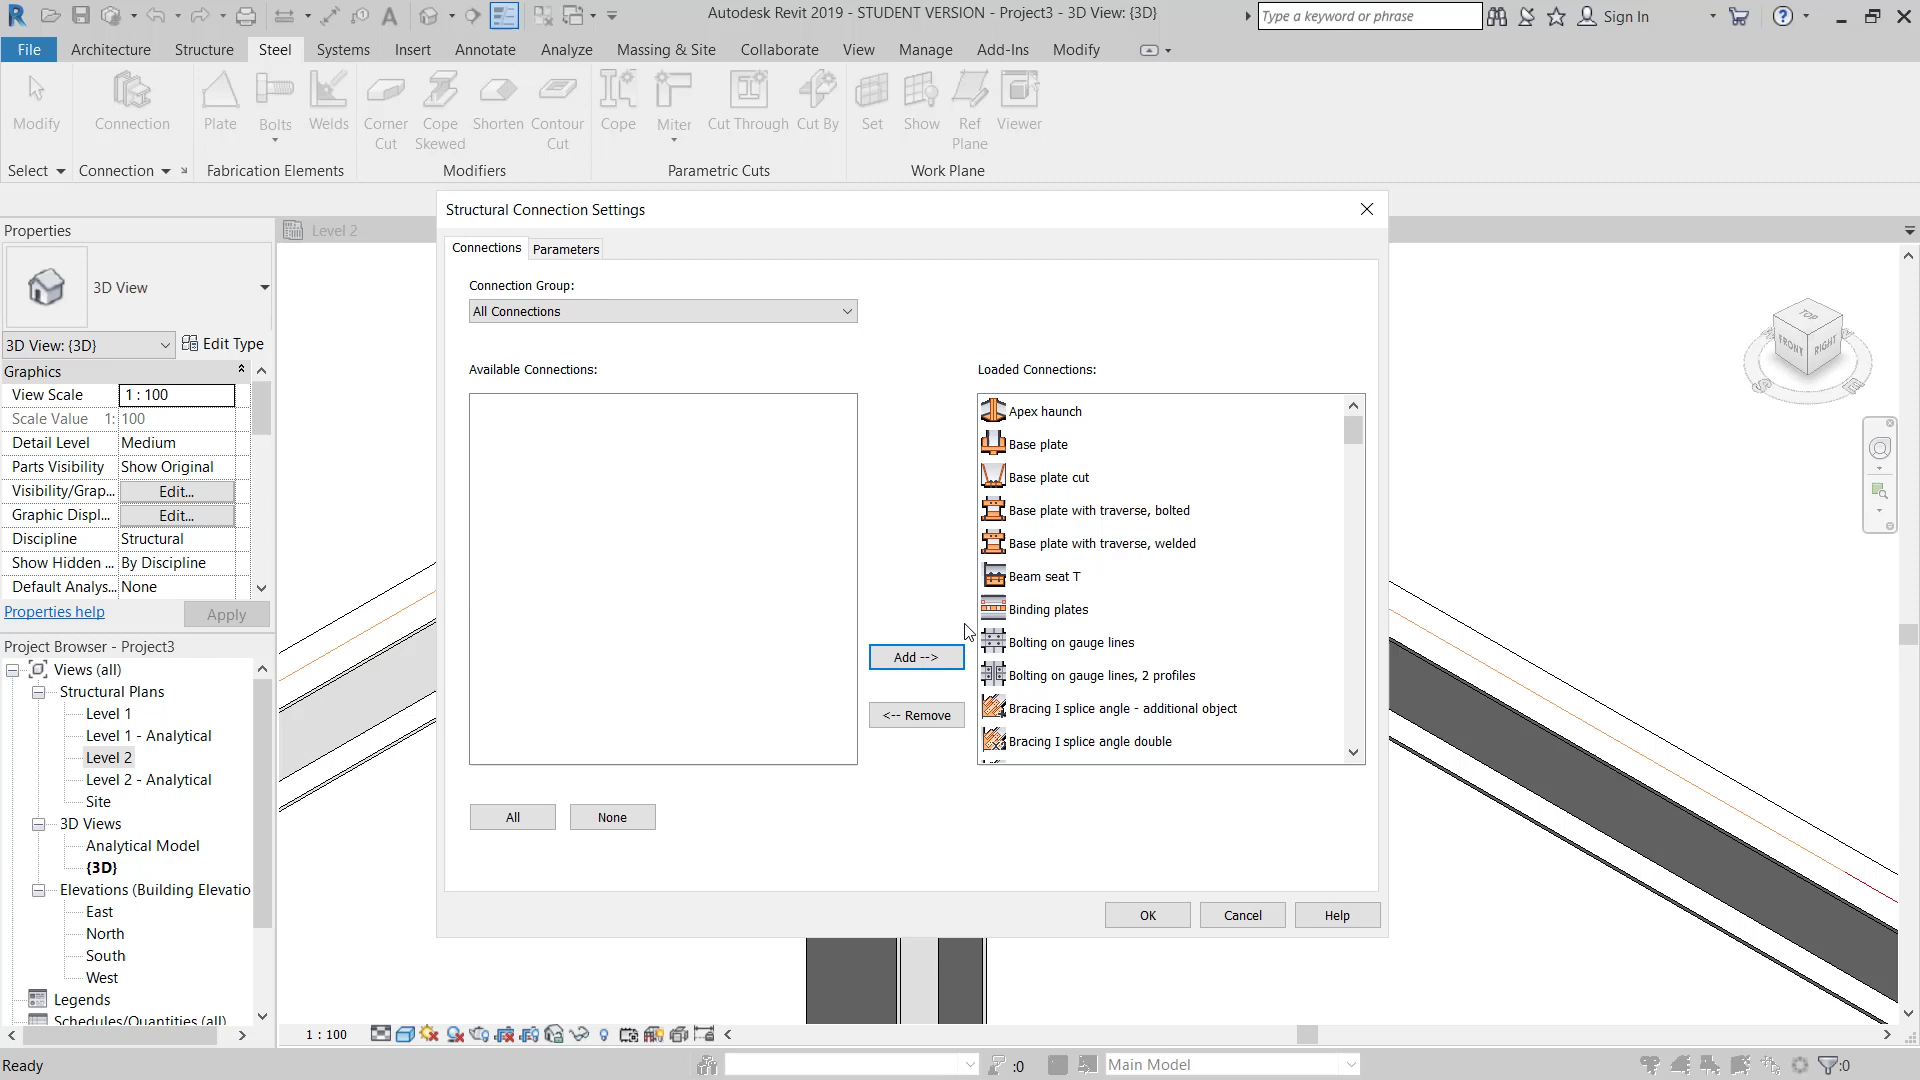 Autodesk Revit 2019 - STUDENT VERSION - Project3 - 3D View: {3D}
Type a keyword or phrase
Sign In
File Architecture Structure Steel Systems Insert Annotate Analyze Massing & Site Collaborate View Manage Add-Ins Modify
Modify Connection Plate Bolts Welds Corner Cut Cope Skewed Shorten Contour Cut Cope Miter Cut Through Cut By Set Show Ref Plane Viewer
Select Connection Fabrication Elements Modifiers Parametric Cuts Work Plane
Properties
3D View
3D View: {3D} Edit Type
Graphics
View Scale 1 : 100
Scale Value 1: 100
Detail Level Medium
Parts Visibility Show Original
Visibility/Grap... Edit...
Graphic Displ... Edit...
Discipline Structural
Show Hidden ... By Discipline
Default Analys... None
Properties help Apply
Project Browser - Project3
Views (all)
Structural Plans
Level 1
Level 1 - Analytical
Level 2
Level 2 - Analytical
Site
3D Views
Analytical Model
{3D}
Elevations (Building Elevatio
East
North
South
West
Legends
Schedules/Quantities (all)
Level 2
Structural Connection Settings
Connections Parameters
Connection Group:
All Connections
Available Connections:
Add -->
<-- Remove
Loaded Connections:
Apex haunch
Base plate
Base plate cut
Base plate with traverse, bolted
Base plate with traverse, welded
Beam seat T
Binding plates
Bolting on gauge lines
Bolting on gauge lines, 2 profiles
Bracing I splice angle - additional object
Bracing I splice angle double
All None
OK Cancel Help
TOP
FRONT RIGHT
S E
1 : 100
Ready
:0
Main Model
:0